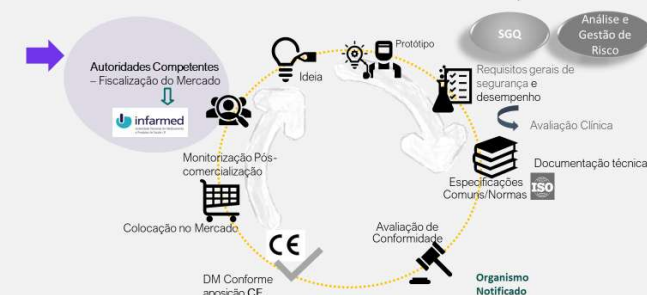 SGQ
Análise e
Gestão de
Risco
Autoridades Competentes
– Fiscalização do Mercado
infarmed
Ideia
Protótipo
Requisitos gerais de
segurança e
desempenho
Avaliação Clínica
Documentação técnica
Especificações
Comuns/Normas
ISO
Monitorização Pós-
comercialização
Colocação no Mercado
Avaliação de
Conformidade
CE
DM Conforme
aposição CE
Organismo
Notificado